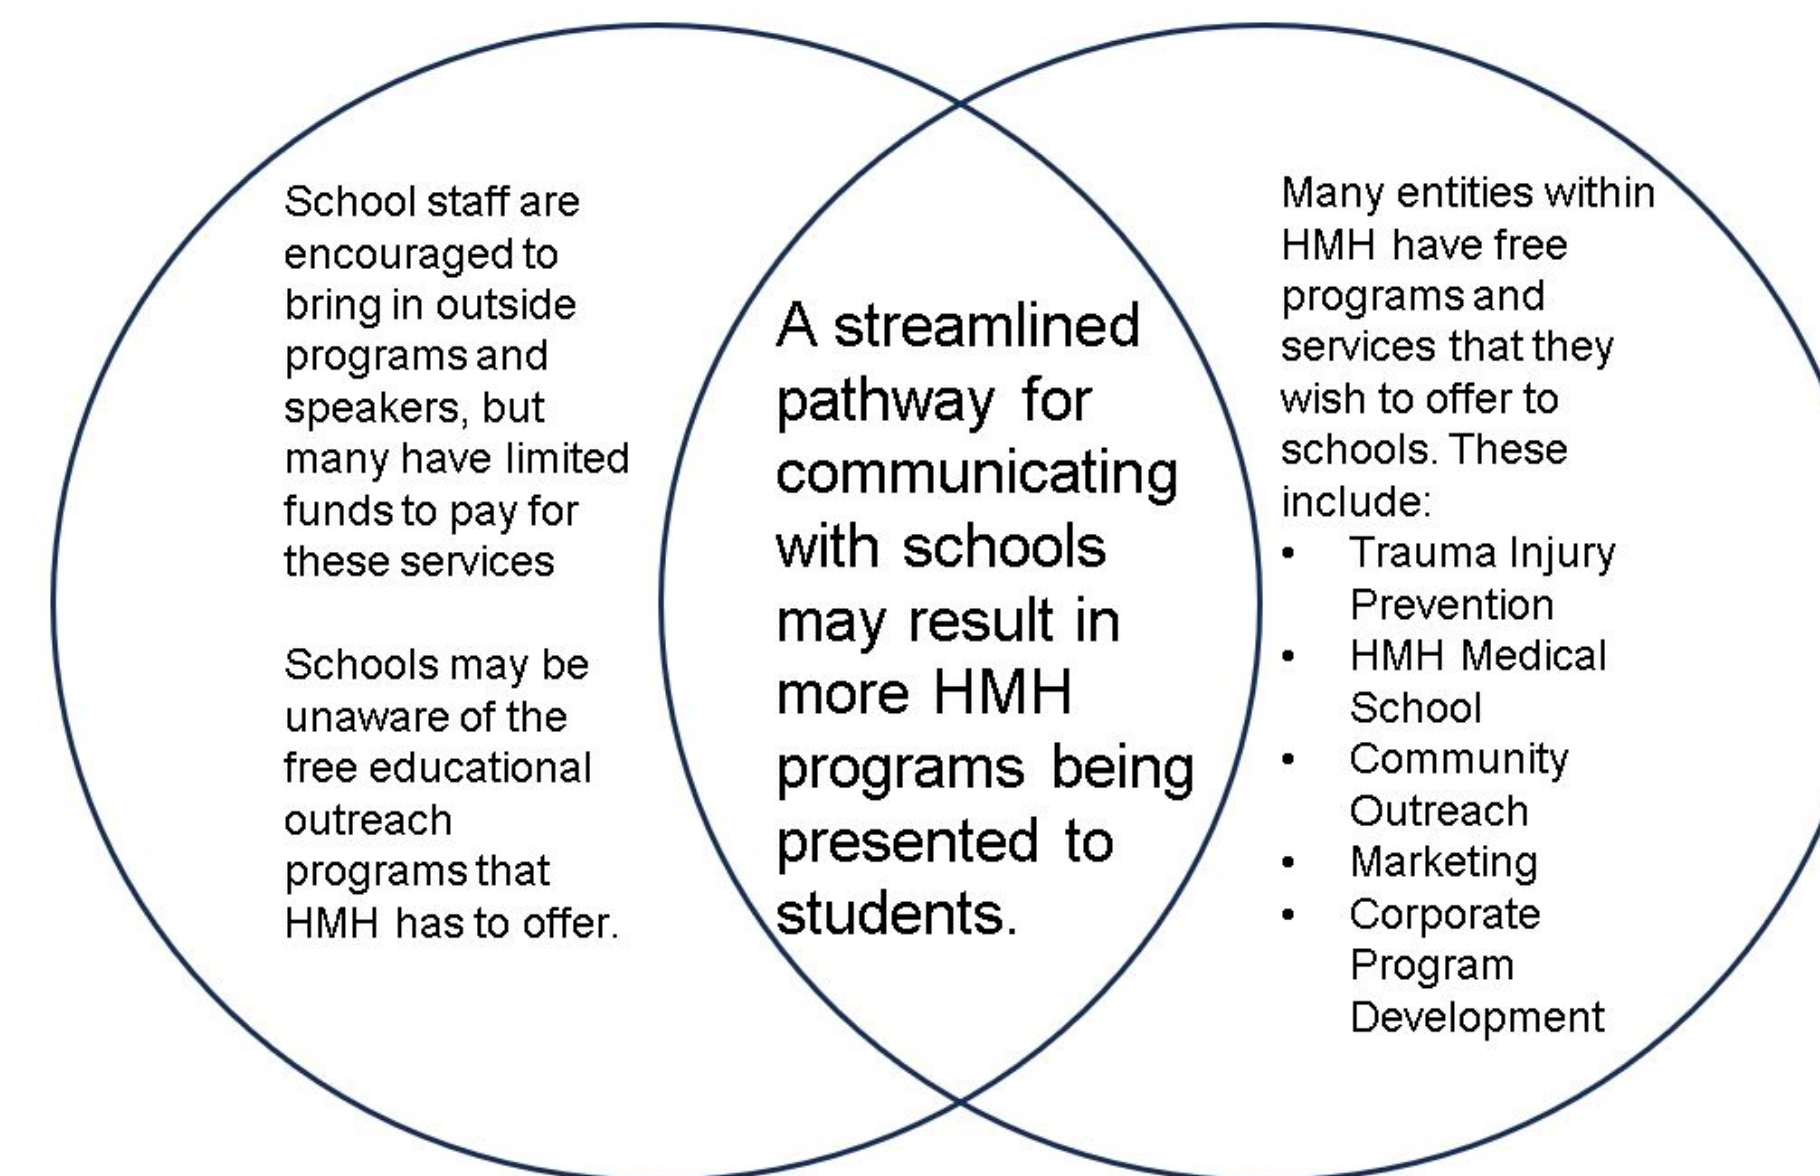 School staff are
encouraged to
bring in outside
programs and
speakers, but
many have limited
funds to pay for
these services
Schools may be
unaware of the
free educational
outreach
programs that
HMH has to offer.
A streamlined
pathway for
communicating
with schools
may result in
more HMH
programs being
presented to
students.
Many entities within
HMH have free
programs and
services that they
wish to offer to
schools. These
include:
• Trauma Injury
Prevention
• HMH Medical
School
• Community
Outreach
• Marketing
• Corporate
Program
Development